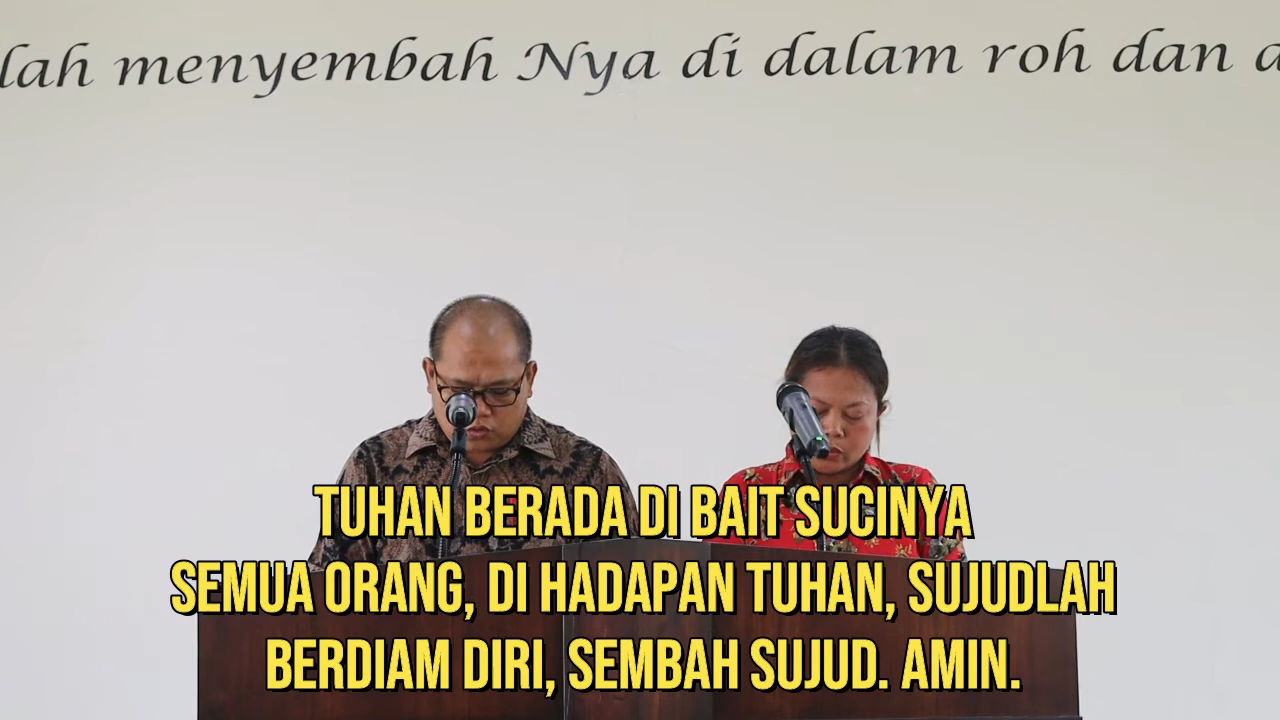 lah menyembah Nya di dalam roh dan
TUHAN BERADA DI BAIT SUCINYA
SEMUA ORANG, DI HADAPAN TUHAN, SUJUDLAH
BERDIAM DIRI, SEMBAH SUJUD. AMIN.